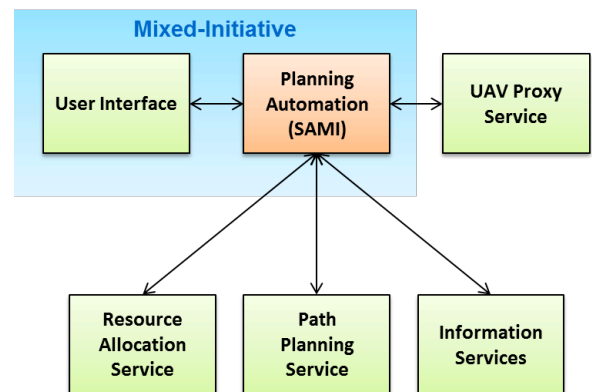 Mixed-Initiative
User Interface
Planning
Automation
(SAMI)
UAV Proxy
Service
Resource
Allocation
Service
Path
Planning
Service
Information
Services